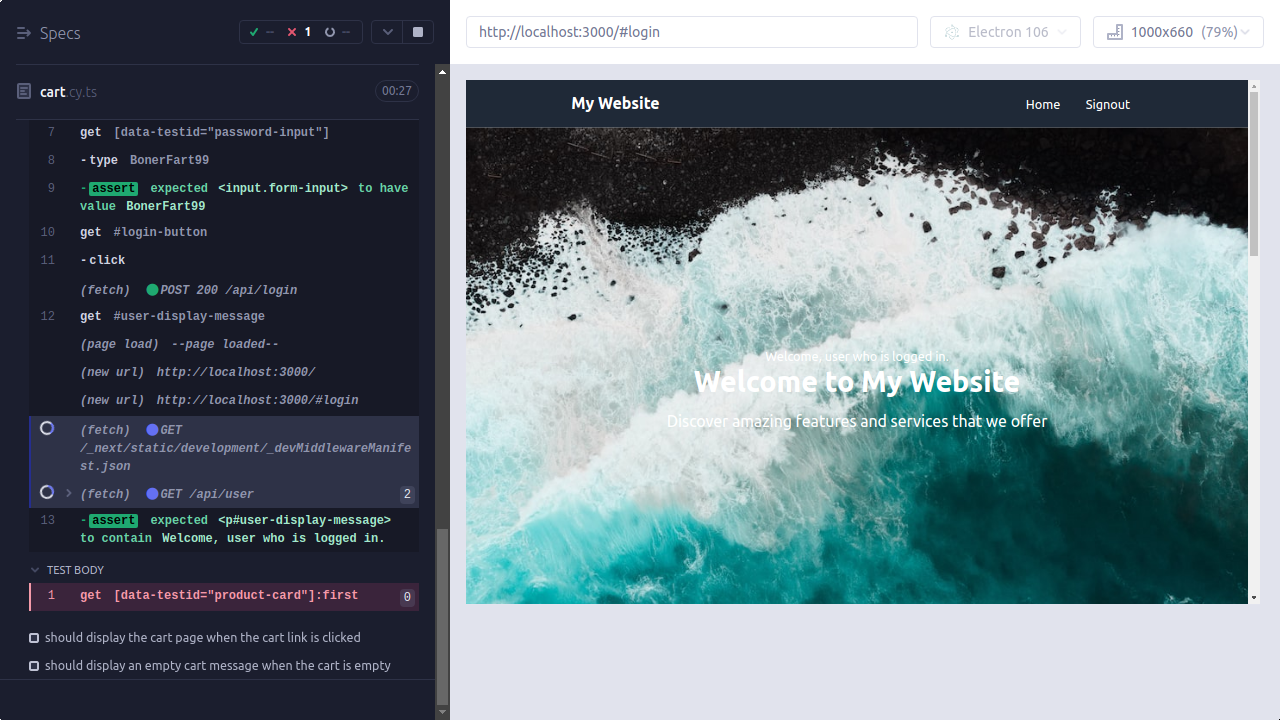 Specs
-- 1 --
cart.cy.ts 00:27
7 get [data-testid="password-input"]
8 -type BonerFart99
9 -assert expected <input.form-input> to have
value BonerFart99
10 get #login-button
11 -click
(fetch) POST 200 /api/login
12 get #user-display-message
(page load) --page loaded--
(new url) http://localhost:3000/
(new url) http://localhost:3000/#login
(fetch) GET
/_next/static/development/_devMiddlewareManife
st.json
(fetch) GET /api/user 2
13 -assert expected <p#user-display-message>
to contain Welcome, user who is logged in.
TEST BODY
1 get [data-testid="product-card"]:first 0
should display the cart page when the cart link is clicked
should display an empty cart message when the cart is empty
http://localhost:3000/#login
Electron 106
1000x660 (79%)
My Website
Home Signout
Welcome, user who is logged in.
Welcome to My Website
Discover amazing features and services that we offer